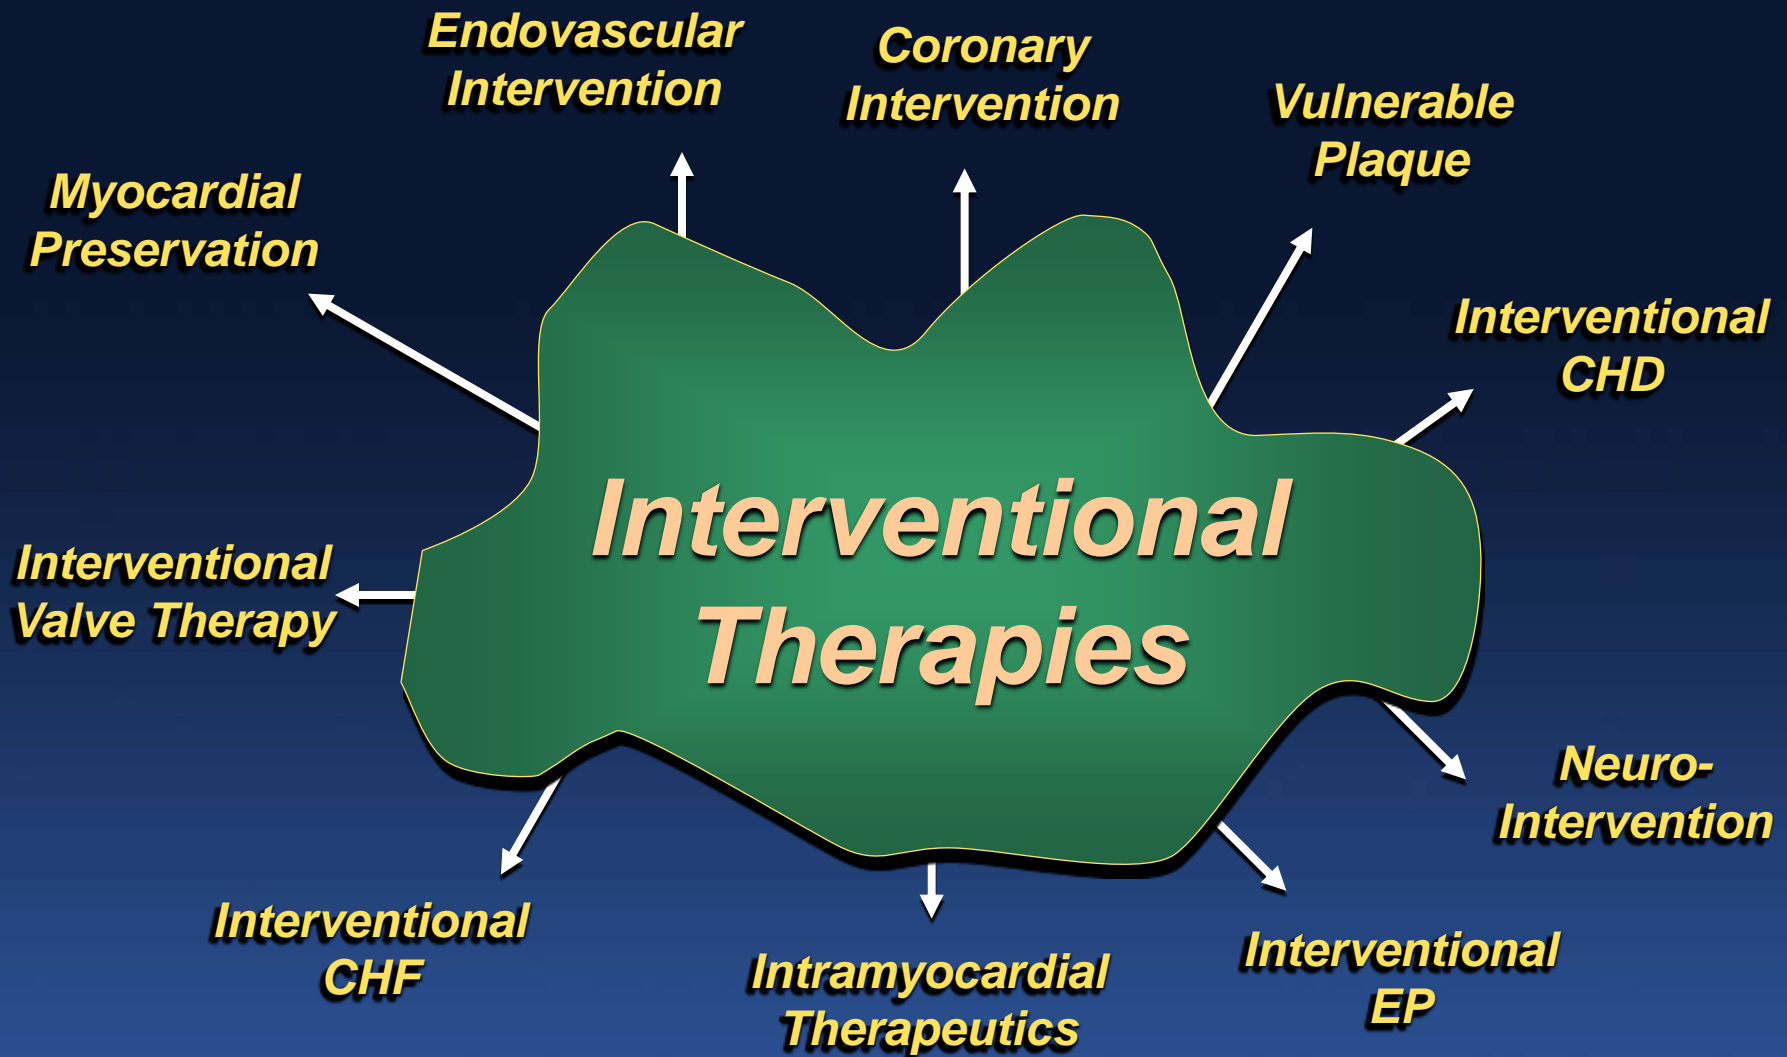 Endovascular
Intervention
Coronary
Intervention
Vulnerable
Plaque
Myocardial
Preservation
Interventional
CHD
Interventional
Therapies
Interventional
Valve Therapy
Neuro-
Intervention
Interventional
CHF
Intramyocardial
Therapeutics
Interventional
EP